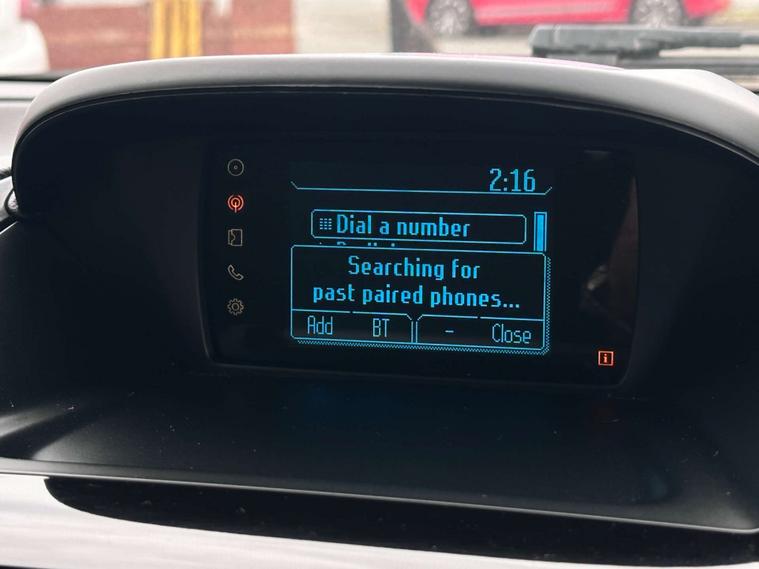 2:16
Dial a number
Searching for
past paired phones...
Add BT - Close